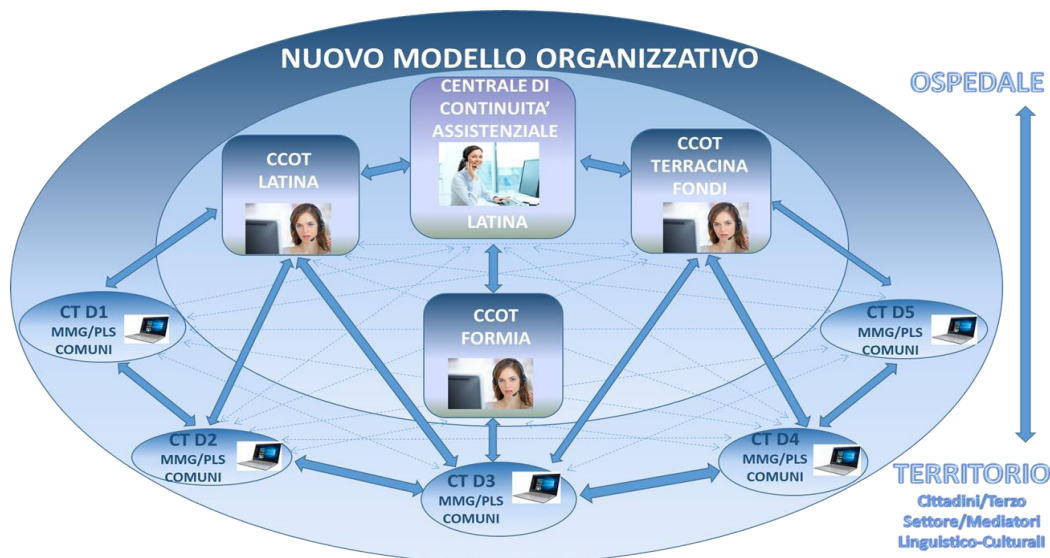 NUOVO MODELLO ORGANIZZATIVO
OSPEDALE
CENTRALE DI
CONTINUITA’
ASSISTENZIALE
LATINA
CCOT
LATINA
CCOT
TERRACINA
FONDI
CCOT
FORMIA
CT D1
MMG/PLS
COMUNI
CT D5
MMG/PLS
COMUNI
CT D2
MMG/PLS
COMUNI
CT D4
MMG/PLS
COMUNI
CT D3
MMG/PLS
COMUNI
TERRITORIO
Cittadini/Terzo
Settore/Mediatori
Linguistico-Culturali